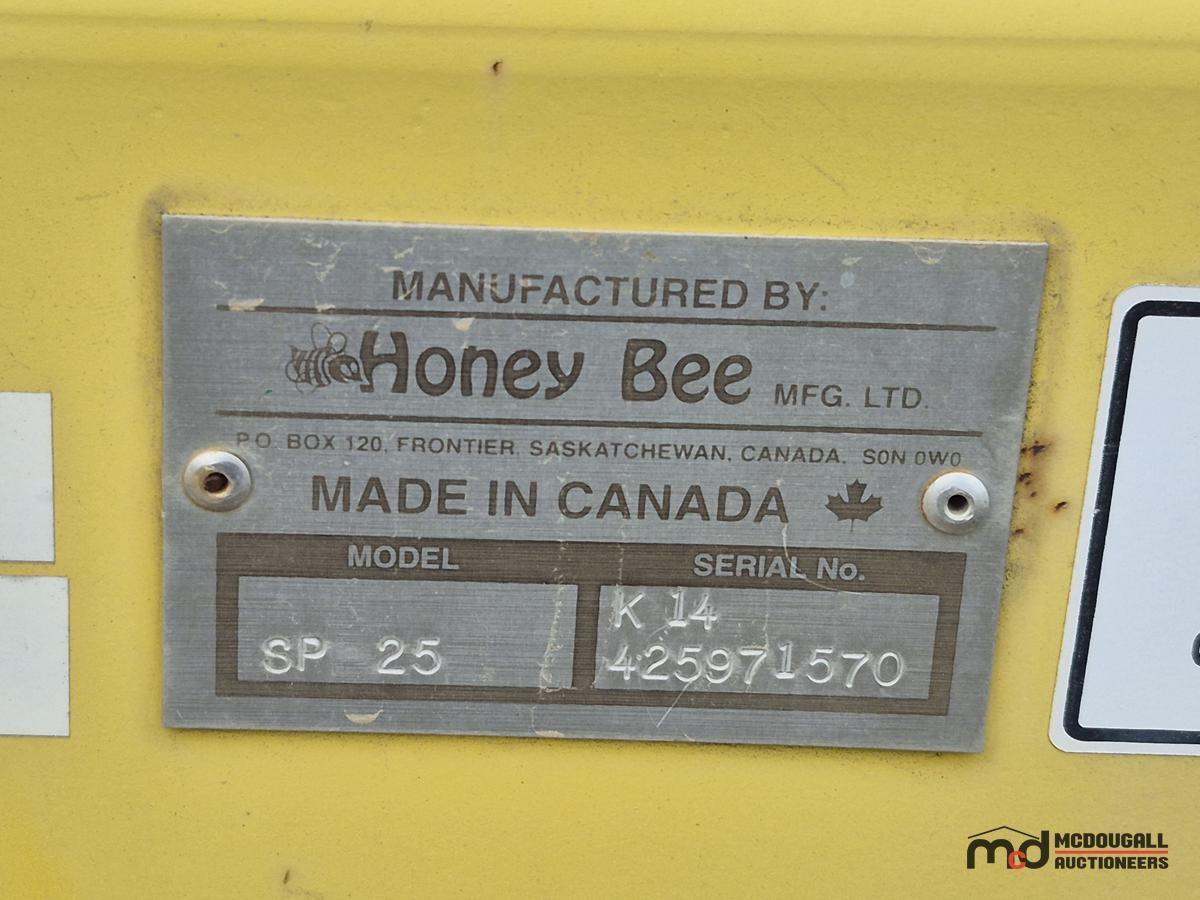 MANUFACTURED BY:
Honey Bee MFG. LTD.
P.O. BOX 120, FRONTIER, SASKATCHEWAN, CANADA, S0N 0W0
MADE IN CANADA
MODEL SERIAL No.
K 14
SP 25 425971570
mcd MCDOUGALL
AUCTIONEERS